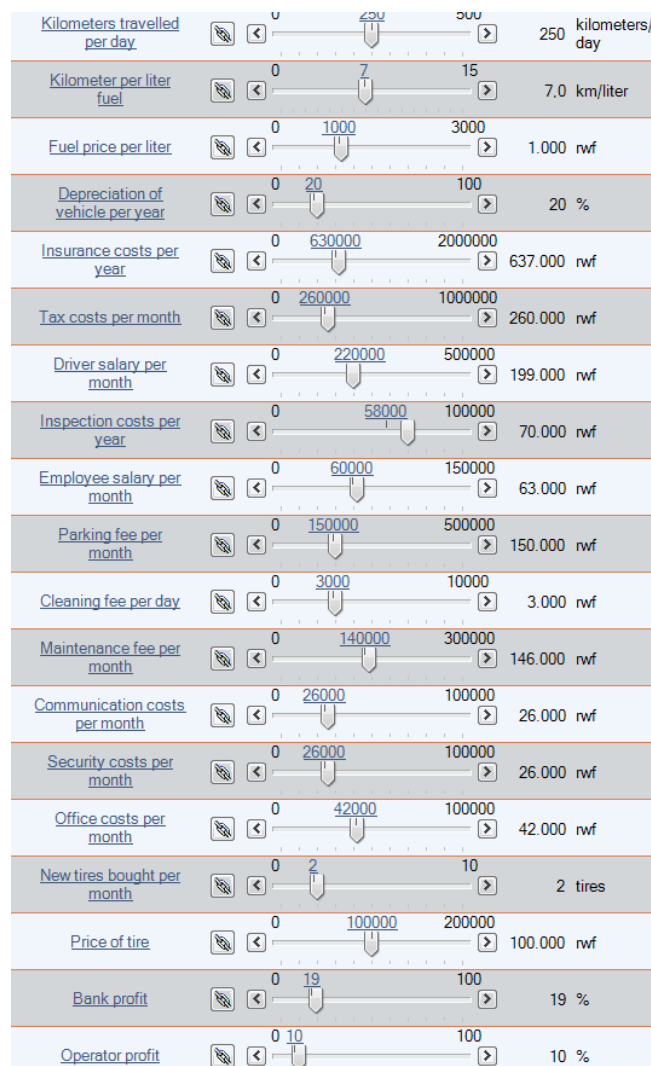 Kilometers travelled
per day
0 250 500
250 kilometers/
day
Kilometer per liter
fuel
0 7 15
7,0 km/liter
Fuel price per liter
0 1000 3000
1.000 rwf
Depreciation of
vehicle per year
0 20 100
20 %
Insurance costs per
year
0 630000 2000000
637.000 rwf
Tax costs per month
0 260000 1000000
260.000 rwf
Driver salary per
month
0 220000 500000
199.000 rwf
Inspection costs per
year
0 58000 100000
70.000 rwf
Employee salary per
month
0 60000 150000
63.000 rwf
Parking fee per
month
0 150000 500000
150.000 rwf
Cleaning fee per day
0 3000 10000
3.000 rwf
Maintenance fee per
month
0 140000 300000
146.000 rwf
Communication costs
per month
0 26000 100000
26.000 rwf
Security costs per
month
0 26000 100000
26.000 rwf
Office costs per
month
0 42000 100000
42.000 rwf
New tires bought per
month
0 2 10
2 tires
Price of tire
0 100000 200000
100.000 rwf
Bank profit
0 19 100
19 %
Operator profit
0 10 100
10 %